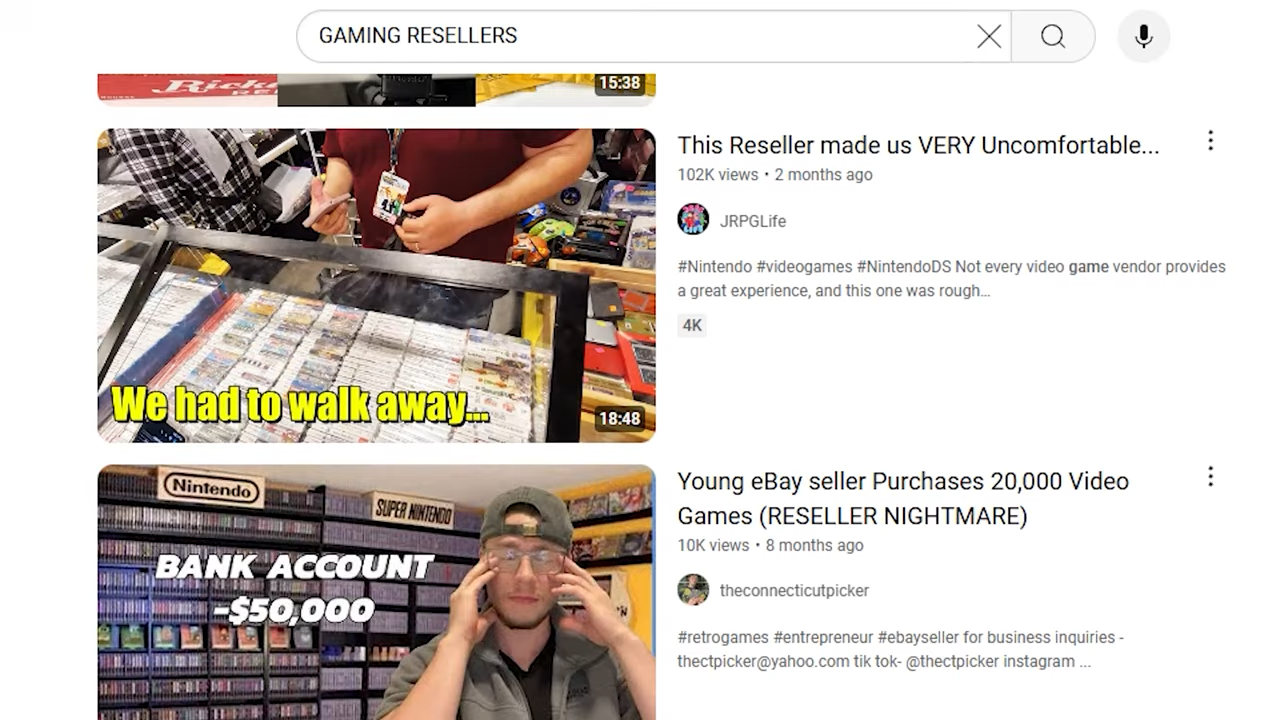 GAMING RESELLERS
15:38
This Reseller made us VERY Uncomfortable...
102K views • 2 months ago
JRPGLife
#Nintendo #videogames #NintendoDS Not every video game vendor provides
a great experience, and this one was rough...
4K
We had to walk away...
18:48
Nintendo
SUPER NINTENDO
BANK ACCOUNT
-$50,000
Young eBay seller Purchases 20,000 Video
Games (RESELLER NIGHTMARE)
10K views • 8 months ago
theconnecticutpicker
#retrogames #entrepreneur #ebayseller for business inquiries -
thectpicker@yahoo.com tik tok- @thectpicker instagram ...